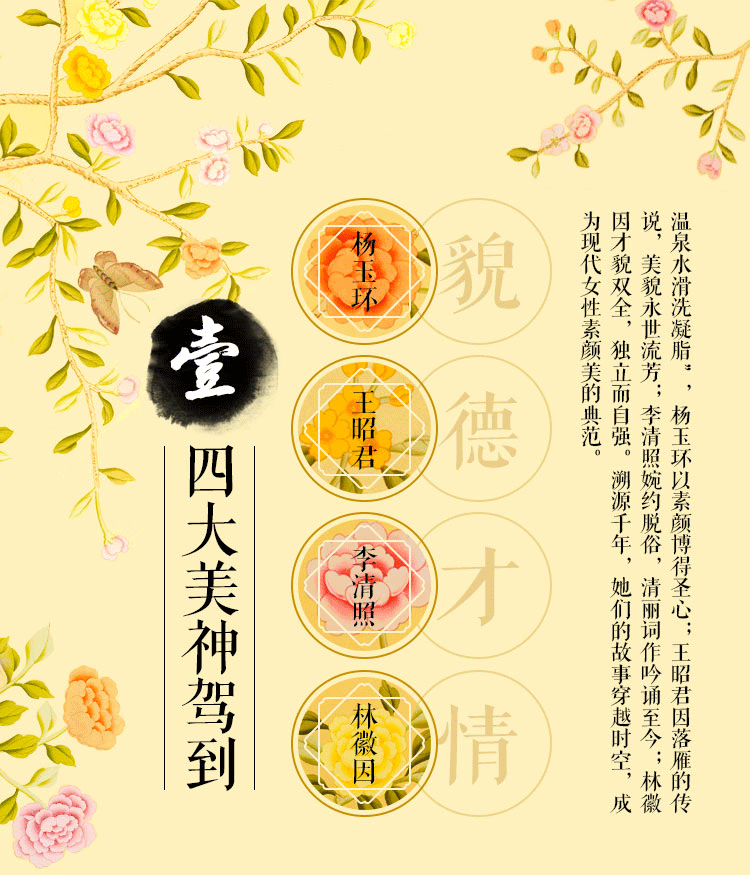 壹
四大美神驾到
杨玉环
貌
王昭君
德
李清照
才
林徽因
情
温泉水滑洗凝脂”，杨玉环以素颜博得圣心；王昭君因落雁的传
说，美貌永世流芳；李清照婉约脱俗，清丽词作吟诵至今；林徽
因才貌双全，独立而自强。溯源千年，她们的故事穿越时空，成
为现代女性素颜美的典范。